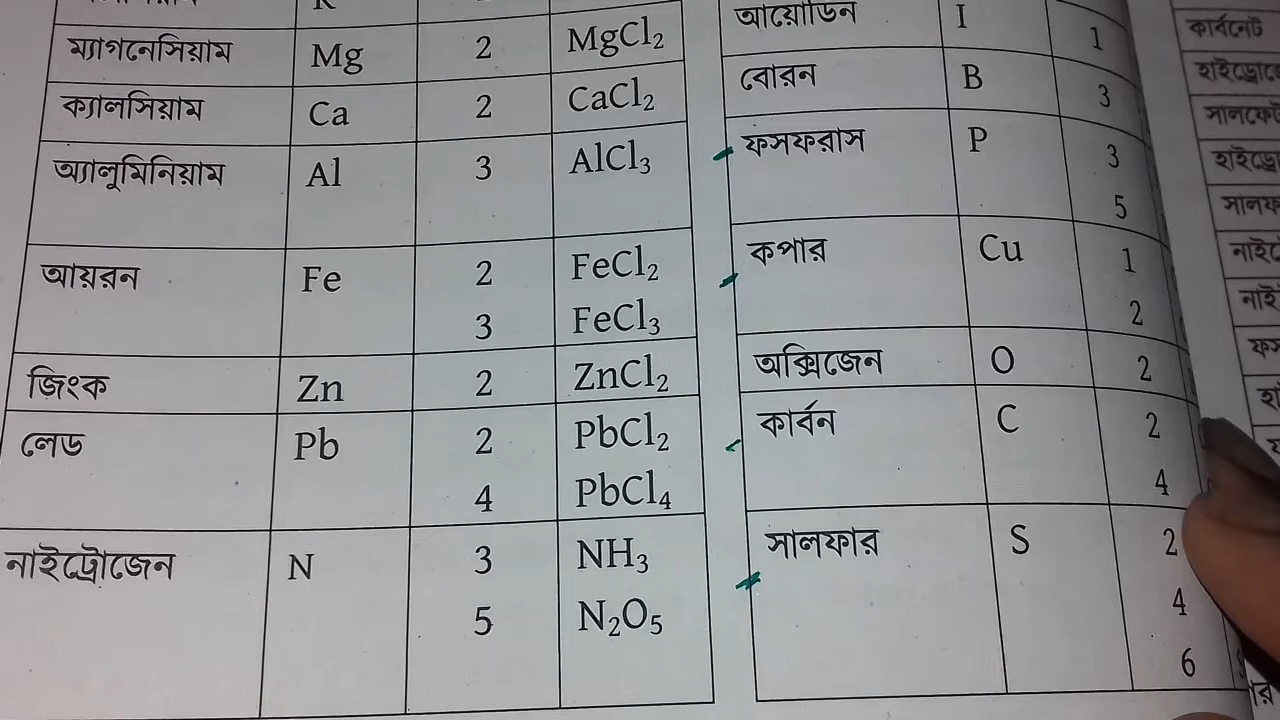 K
ম্যাগনেসিয়াম Mg 2 MgCl₂
ক্যালসিয়াম Ca 2 CaCl₂
অ্যালুমিনিয়াম Al 3 AlCl₃
আয়রন Fe 2 FeCl₂
3 FeCl₃
জিংক Zn 2 ZnCl₂
লেড Pb 2 PbCl₂
4 PbCl₄
নাইট্রোজেন N 3 NH₃
5 N₂O₅
আয়োডিন I 1
বোরন B 3
ফসফরাস P 3
5
কপার Cu 1
2
অক্সিজেন O 2
কার্বন C 2
4
সালফার S 2
4
6
কার্বনেট